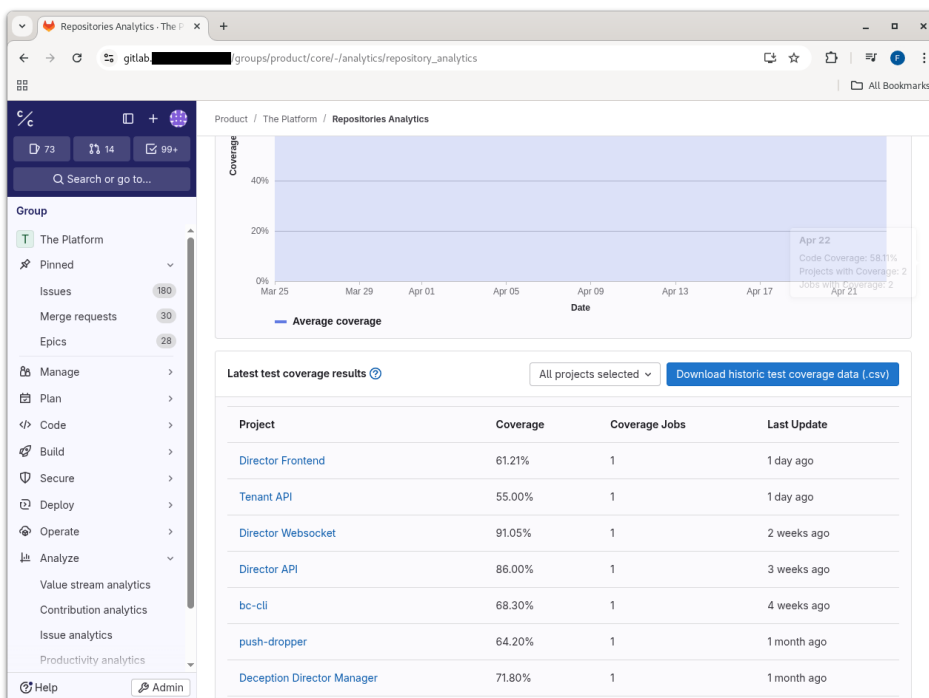 Repositories Analytics · The P
gitlab. /groups/product/core/-/analytics/repository_analytics
F
All Bookmarks
73
14
99+
Search or go to...
Group
T The Platform
Pinned
Issues 180
Merge requests 30
Epics 28
Manage
Plan
Code
Build
Secure
Deploy
Operate
Analyze
Value stream analytics
Contribution analytics
Issue analytics
Productivity analytics
Help
Admin
Product / The Platform / Repositories Analytics
Coverage
40%
20%
0%
Mar 25 Mar 29 Apr 01 Apr 05 Apr 09 Apr 13 Apr 17 Apr 21
Date
Apr 22
Code Coverage: 58.11%
Projects with Coverage: 2
Jobs with Coverage: 2
Average coverage
Latest test coverage results
All projects selected
Download historic test coverage data (.csv)
Project Coverage Coverage Jobs Last Update
Director Frontend 61.21% 1 1 day ago
Tenant API 55.00% 1 1 day ago
Director Websocket 91.05% 1 2 weeks ago
Director API 86.00% 1 3 weeks ago
bc-cli 68.30% 1 4 weeks ago
push-dropper 64.20% 1 1 month ago
Deception Director Manager 71.80% 1 1 month ago